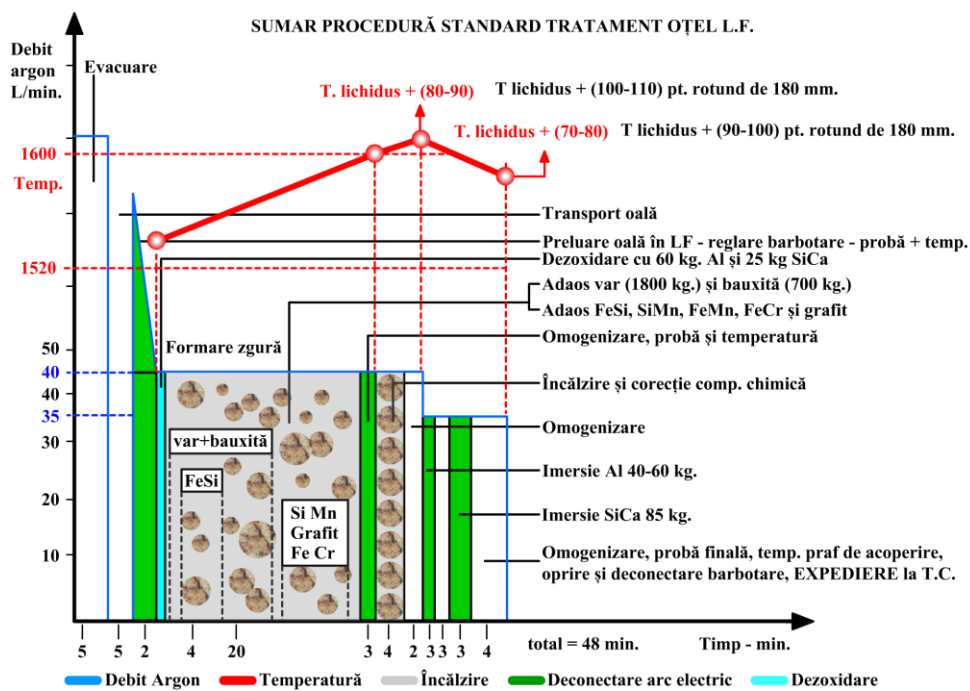 SUMAR PROCEDURĂ STANDARD TRATAMENT OȚEL L.F.
Debit
argon
L/min.
Evacuare
T. lichidus + (80-90)
T lichidus + (100-110) pt. rotund de 180 mm.
T. lichidus + (70-80)
T lichidus + (90-100) pt. rotund de 180 mm.
1600
Temp.
1520
Transport oală
Preluare oală în LF - reglare barbotare - probă + temp.
Dezoxidare cu 60 kg. Al și 25 kg SiCa
Adaos var (1800 kg.) și bauxită (700 kg.)
Adaos FeSi, SiMn, FeMn, FeCr și grafit
Omogenizare, probă și temperatură
Încălzire și corecție comp. chimică
Omogenizare
Imersie Al 40-60 kg.
Imersie SiCa 85 kg.
Omogenizare, probă finală, temp. praf de acoperire,
oprire și deconectare barbotare, EXPEDIERE la T.C.
50
40
40
35
30
20
10
Formare zgură
var+bauxită
FeSi
Si Mn
Grafit
Fe Cr
5 5 2 4 20 3 4 2 3 3 3 4
total = 48 min.
Timp - min.
Debit Argon
Temperatură
Încălzire
Deconectare arc electric
Dezoxidare